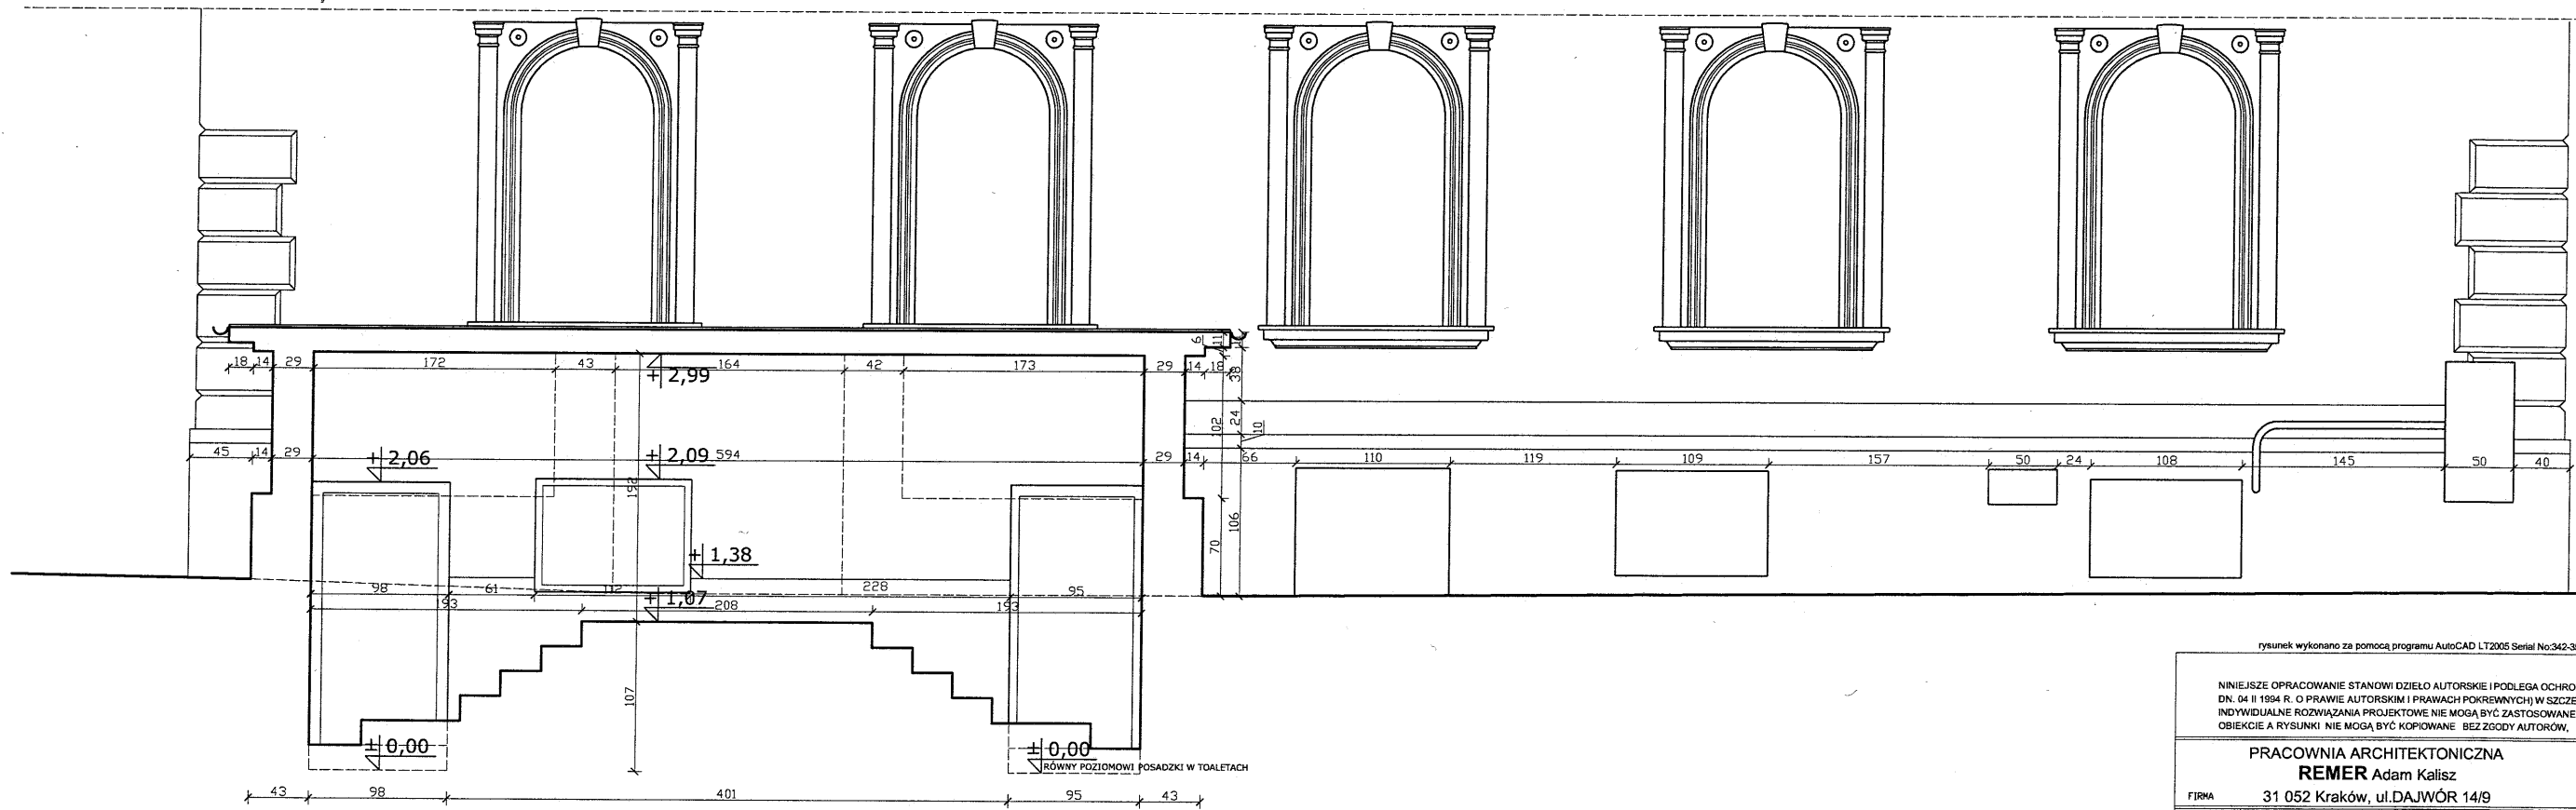 18 14 29 172 43 164 42 173 29 14 18
+ 2,99
6 11 38
102 24 10
45 14 29 594 29 14 66 110 119 109 157 50 24 108 145 50 40
+ 2,06
+ 2,09
192
106
70
+ 1,38
98 61 112 228 95
+ 1,07
193 208 193
107
± 0,00
± 0,00
RÓWNY POZIOMOWI POSADZKI W TOALETACH
43 98 401 95 43
rysunek wykonano za pomocą programu AutoCAD LT2005 Serial No:342-3
NINIEJSZE OPRACOWANIE STANOWI DZIEŁO AUTORSKIE I PODLEGA OCHRO
DN. 04 II 1994 R. O PRAWIE AUTORSKIM I PRAWACH POKREWNYCH) W SZCZE
INDYWIDUALNE ROZWIĄZANIA PROJEKTOWE NIE MOGĄ BYĆ ZASTOSOWANE
OBIEKCIE A RYSUNKI NIE MOGĄ BYĆ KOPIOWANE BEZ ZGODY AUTORÓW,
PRACOWNIA ARCHITEKTONICZNA
REMER Adam Kalisz
FIRMA 31 052 Kraków, ul.DAJWÓR 14/9